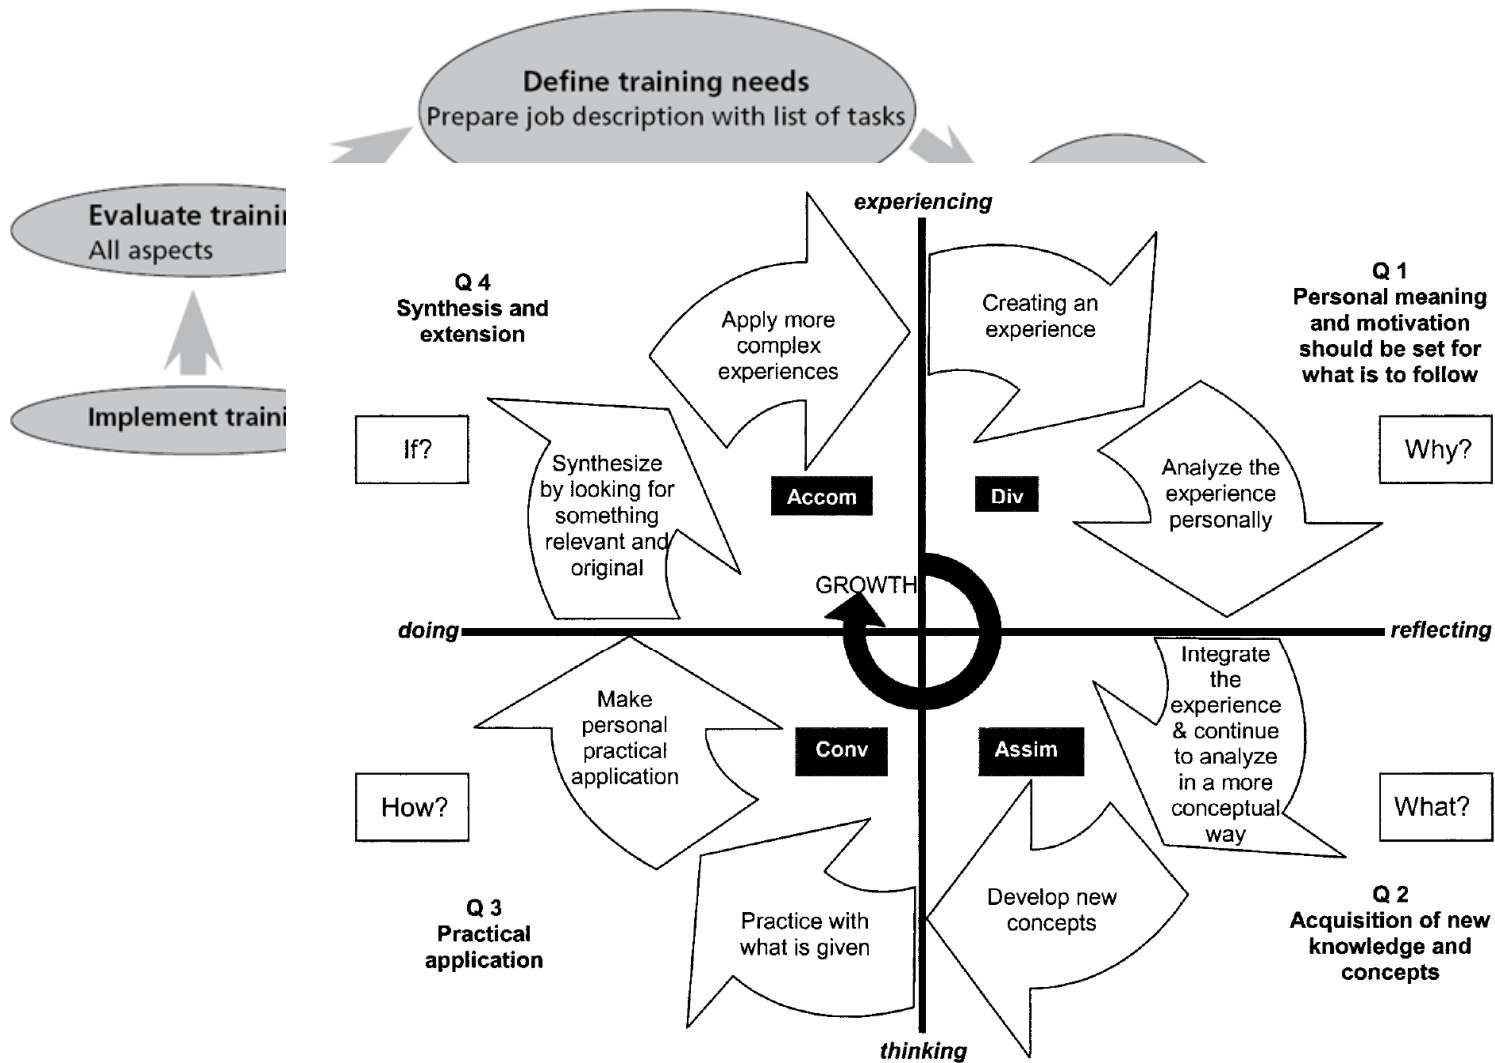 Define training needs
Prepare job description with list of tasks
Evaluate
All aspects
Implement
experiencing
Q 4
Synthesis and
extension
Apply more
complex
experiences
Creating an
experience
Q 1
Personal meaning
and motivation
should be set for
what is to follow
If?
Synthesize
by looking for
something
relevant and
original
Accom
Div
Analyze the
experience
personally
Why?
GROWTH
doing
reflecting
Make
personal
practical
application
Conv
Assim
Integrate
the
experience
& continue
to analyze
in a more
conceptual
way
How?
What?
Q 3
Practical
application
Practice with
what is given
Develop new
concepts
Q 2
Acquisition of new
knowledge and
concepts
thinking